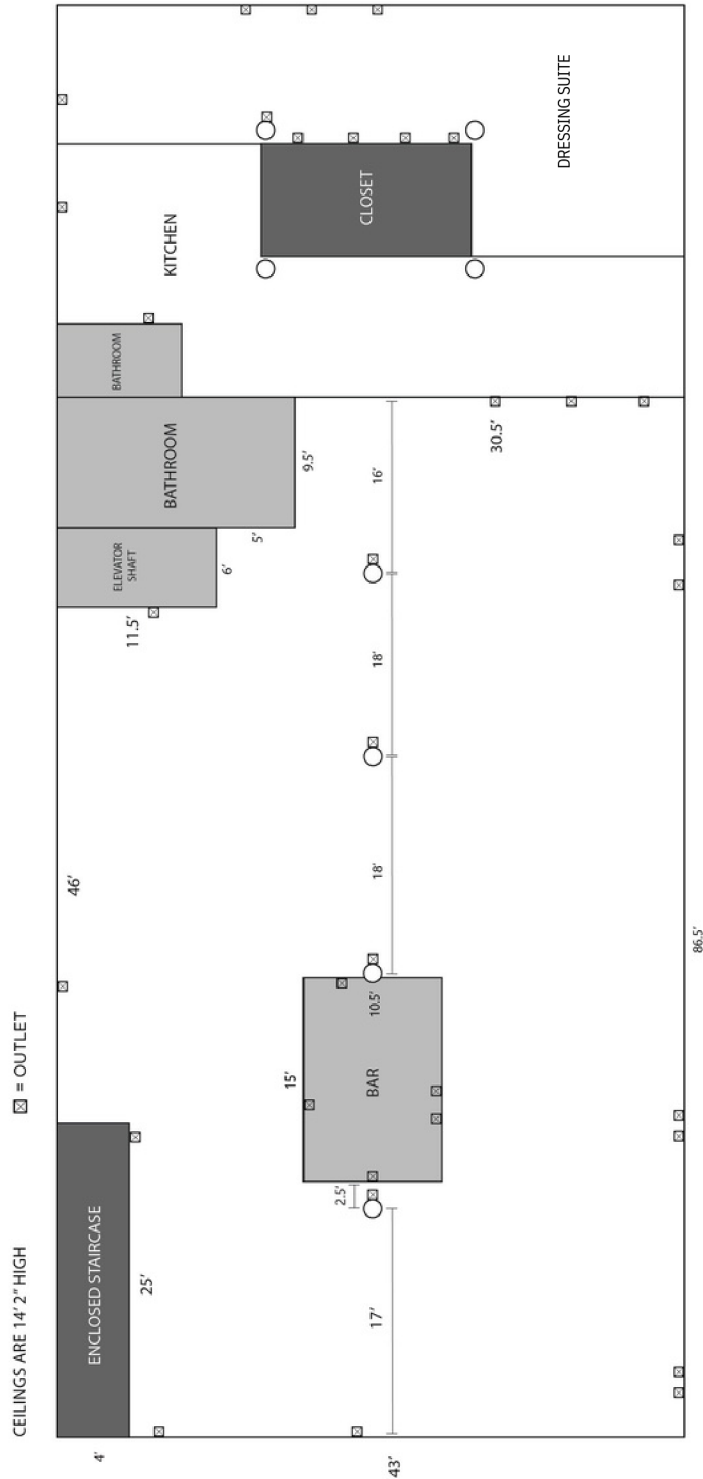 CEILINGS ARE 14' 2" HIGH
☒ = OUTLET
4'
ENCLOSED STAIRCASE
25'
46'
11.5'
ELEVATOR
SHAFT
6'
5'
BATHROOM
9.5'
BATHROOM
KITCHEN
CLOSET
DRESSING SUITE
43'
17'
2.5'
15'
BAR
10.5'
18'
18'
16'
30.5'
86.5'